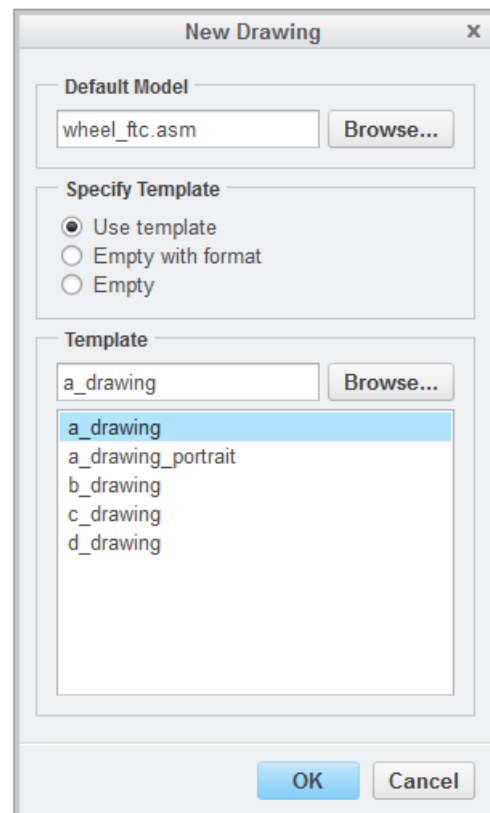 New Drawing x
Default Model
wheel_ftc.asm Browse...
Specify Template
Use template
Empty with format
Empty
Template
a_drawing Browse...
a_drawing
a_drawing_portrait
b_drawing
c_drawing
d_drawing
OK Cancel